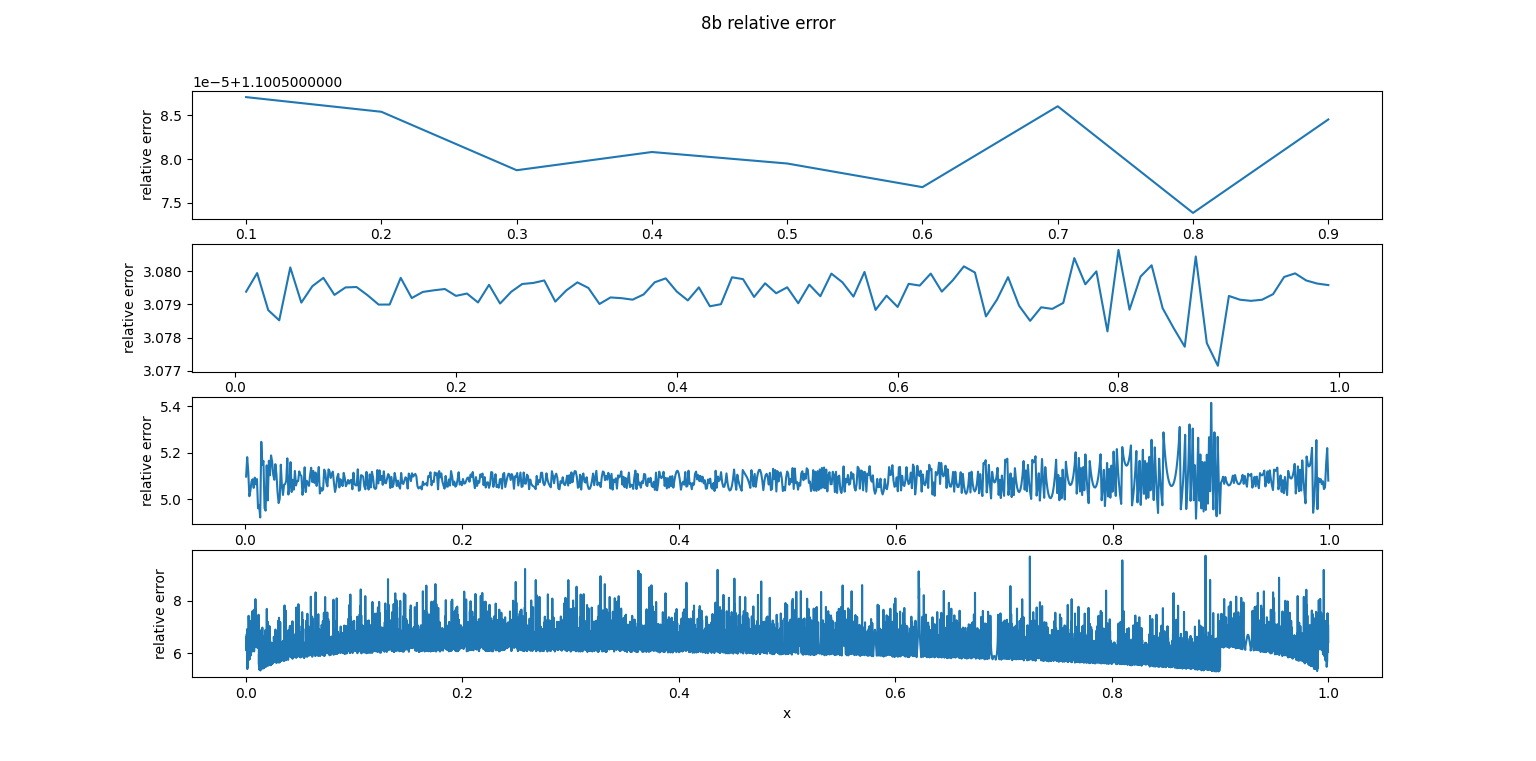 8b relative error
1e−5+1.1005000000
relative error
8.5
8.0
7.5
0.1 0.2 0.3 0.4 0.5 0.6 0.7 0.8 0.9
relative error
3.080
3.079
3.078
3.077
0.0 0.2 0.4 0.6 0.8 1.0
relative error
5.4
5.2
5.0
0.0 0.2 0.4 0.6 0.8 1.0
relative error
8
6
0.0 0.2 0.4 0.6 0.8 1.0
x